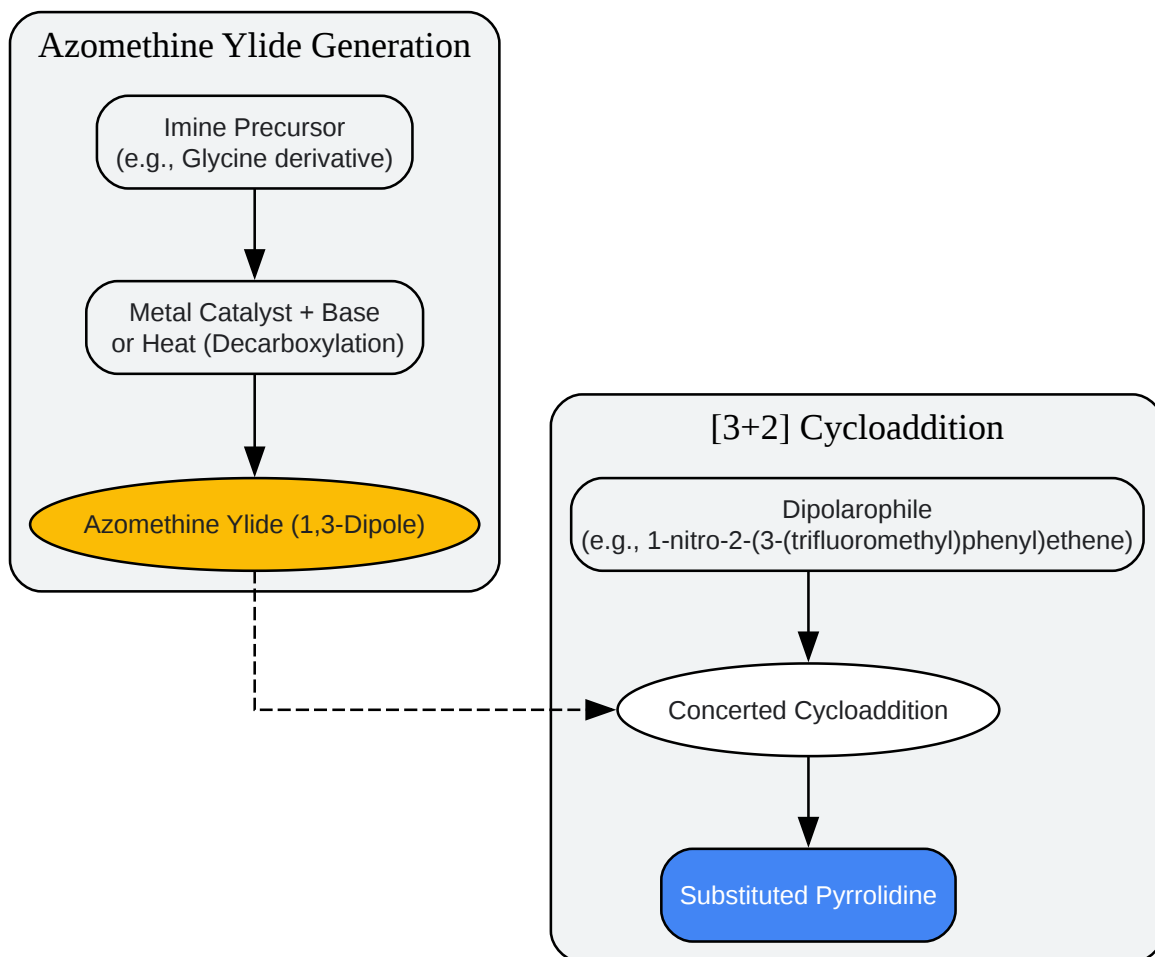 Azomethine Ylide Generation
Imine Precursor
(e.g., Glycine derivative)
Metal Catalyst + Base
or Heat (Decarboxylation)
Azomethine Ylide (1,3-Dipole)
[3+2] Cycloaddition
Dipolarophile
(e.g., 1-nitro-2-(3-(trifluoromethyl)phenyl)ethene)
Concerted Cycloaddition
Substituted Pyrrolidine